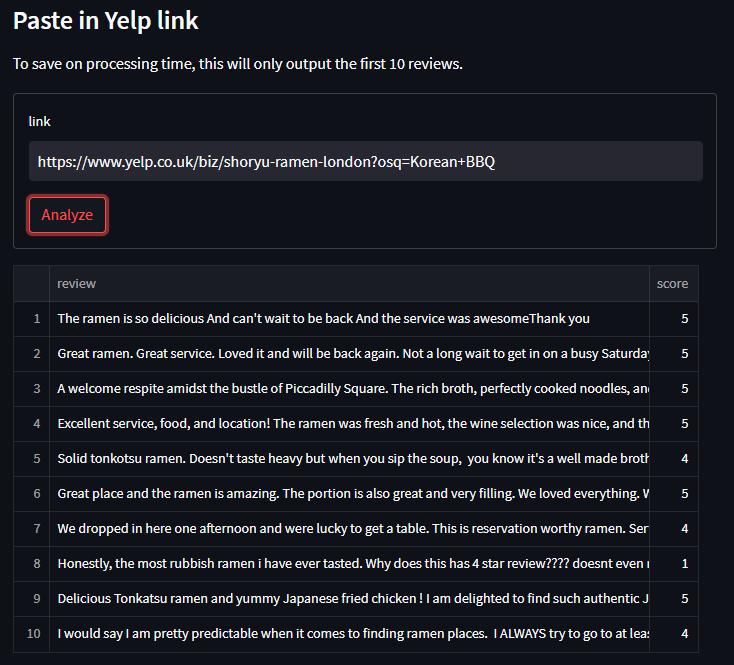 Paste in Yelp link
To save on processing time, this will only output the first 10 reviews.
link
https://www.yelp.co.uk/biz/shoryu-ramen-london?osq=Korean+BBQ
Analyze
review score
1 The ramen is so delicious And can't wait to be back And the service was awesomeThank you 5
2 Great ramen. Great service. Loved it and will be back again. Not a long wait to get in on a busy Saturday 5
3 A welcome respite amidst the bustle of Piccadilly Square. The rich broth, perfectly cooked noodles, an 5
4 Excellent service, food, and location! The ramen was fresh and hot, the wine selection was nice, and th 5
5 Solid tonkotsu ramen. Doesn't taste heavy but when you sip the soup, you know it's a well made broth 4
6 Great place and the ramen is amazing. The portion is also great and very filling. We loved everything. 5
7 We dropped in here one afternoon and were lucky to get a table. This is reservation worthy ramen. Ser 4
8 Honestly, the most rubbish ramen i have ever tasted. Why does this has 4 star review???? doesnt even 1
9 Delicious Tonkatsu ramen and yummy Japanese fried chicken ! I am delighted to find such authentic J 5
10 I would say I am pretty predictable when it comes to finding ramen places. I ALWAYS try to go to at lea 4